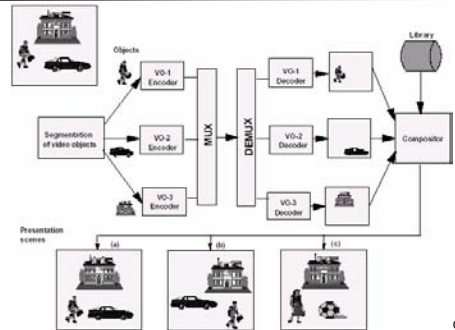 Objects
Library
VO-1
Encoder
VO-1
Decoder
Segmentation
of video objects
VO-2
Encoder
MUX
DEMUX
VO-2
Decoder
Compositor
VO-3
Encoder
VO-3
Decoder
Presentation
scenes
(a)
(b)
(c)